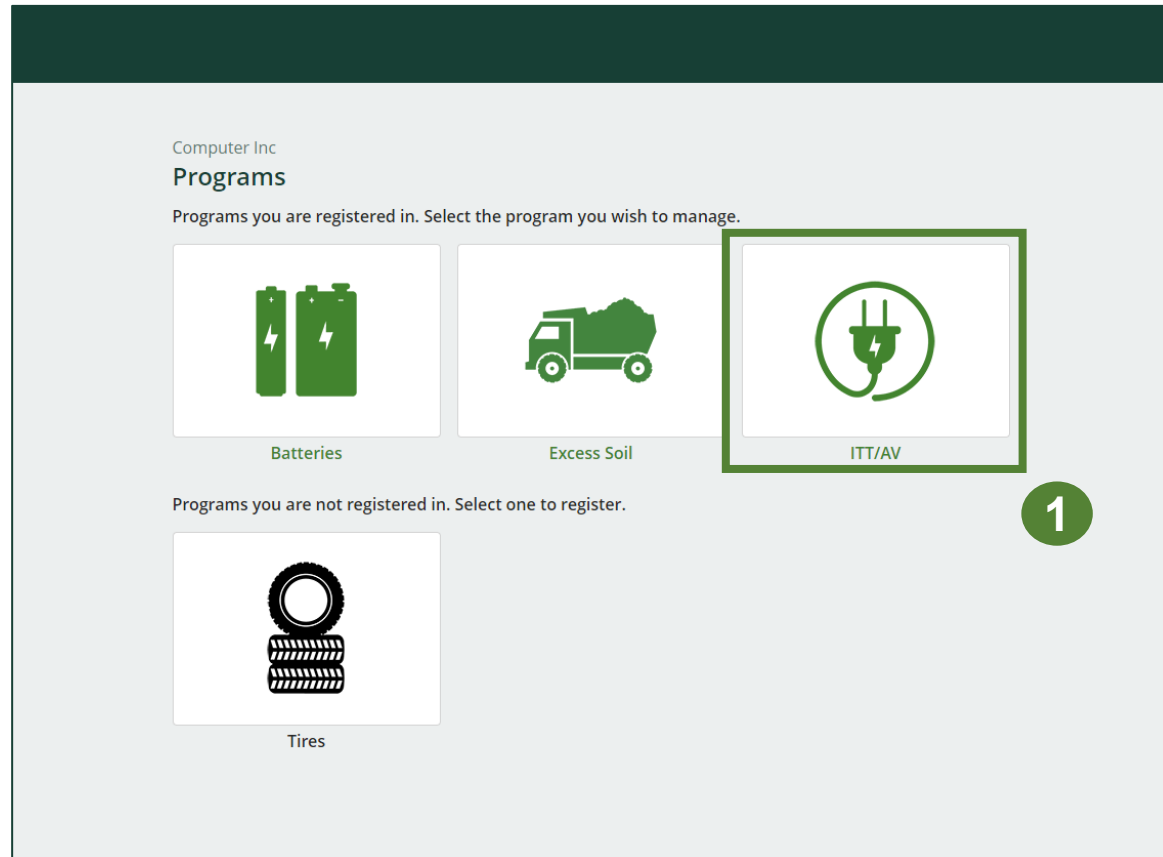 Computer Inc
Programs
Programs you are registered in. Select the program you wish to manage.
Batteries
Excess Soil
ITT/AV
Programs you are not registered in. Select one to register.
1
Tires